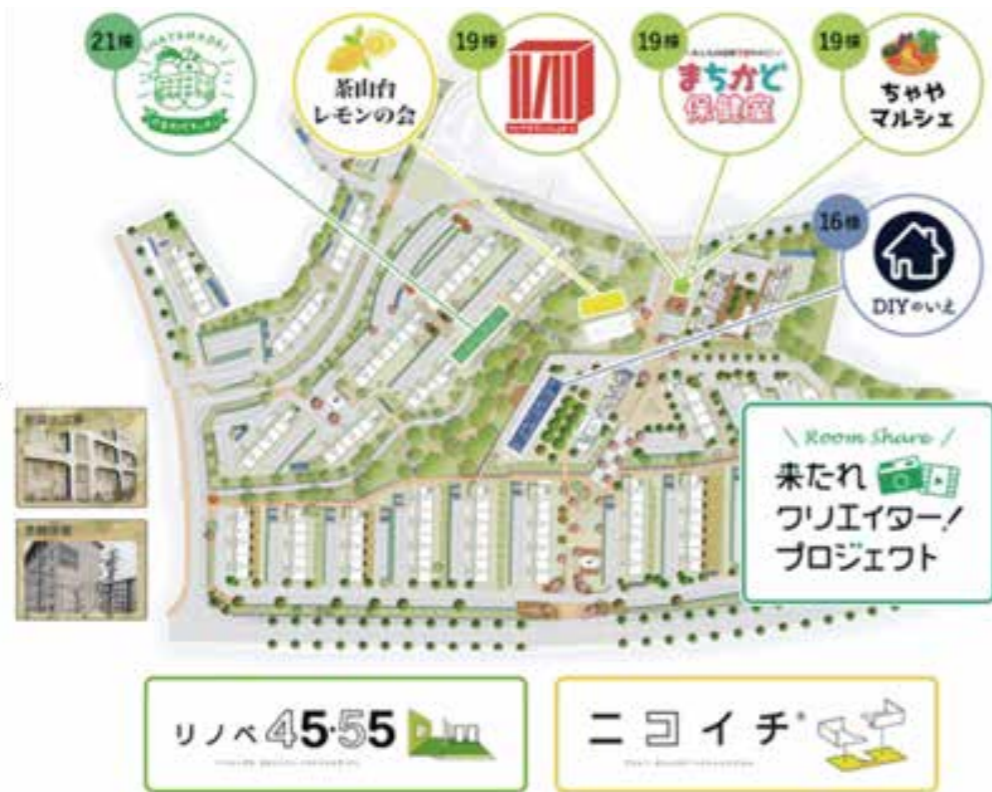 21棟
CHAYAMADAI
茶山台
レモンの会
19棟
19棟
まちかど
保健室
19棟
ちゃや
マルシェ
16棟
DIYのいえ
Room Share
来たれ
クリエイター!
プロジェクト
リノベ45·55
ニコイチ